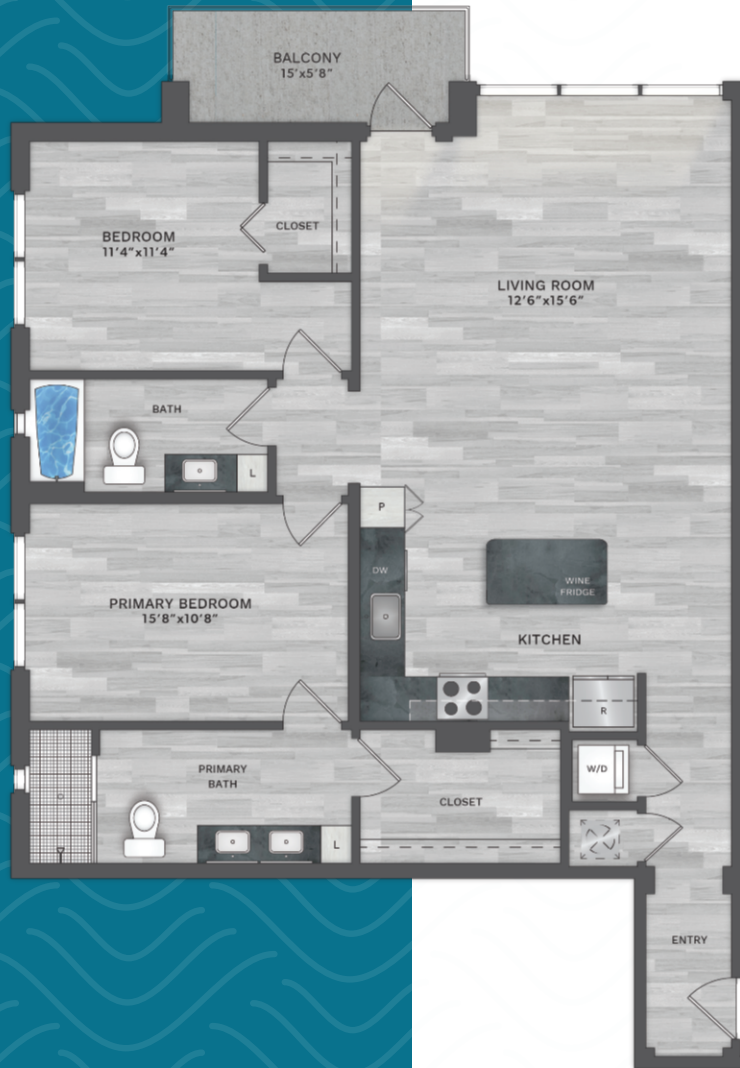 BALCONY
15'x5'8"
BEDROOM
11'4"x11'4"
CLOSET
LIVING ROOM
12'6"x15'6"
BATH
L
P
DW
WINE
FRIDGE
PRIMARY BEDROOM
15'8"x10'8"
KITCHEN
R
PRIMARY
BATH
W/D
CLOSET
L
ENTRY